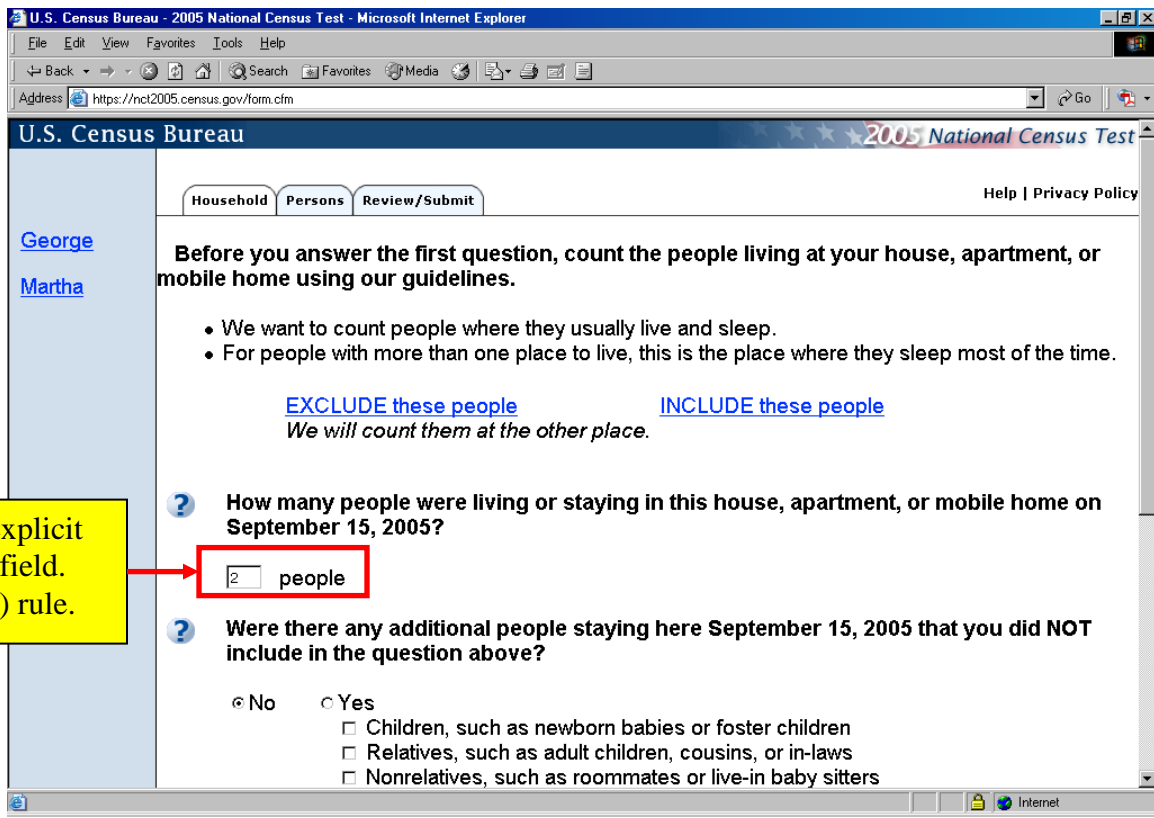 U.S. Census Bureau - 2005 National Census Test - Microsoft Internet Explorer
File Edit View Favorites Tools Help
Back Search Favorites Media
Address https://nct2005.census.gov/form.cfm Go
U.S. Census Bureau 2005 National Census Test
Household Persons Review/Submit Help | Privacy Policy
George
Martha
Before you answer the first question, count the people living at your house, apartment, or
mobile home using our guidelines.
• We want to count people where they usually live and sleep.
• For people with more than one place to live, this is the place where they sleep most of the time.
EXCLUDE these people INCLUDE these people
We will count them at the other place.
? How many people were living or staying in this house, apartment, or mobile home on
September 15, 2005?
xplicit
field.
) rule.
2 people
? Were there any additional people staying here September 15, 2005 that you did NOT
include in the question above?
No Yes
Children, such as newborn babies or foster children
Relatives, such as adult children, cousins, or in-laws
Nonrelatives, such as roommates or live-in baby sitters
Internet